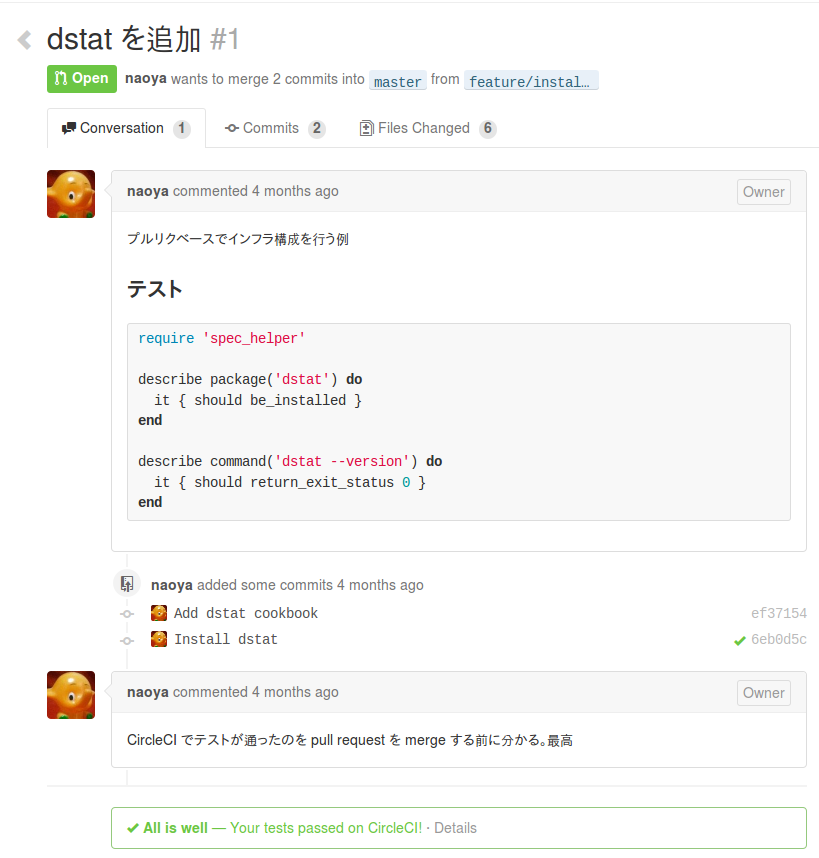 dstat を追加 #1
Open naoya wants to merge 2 commits into master from feature/instal…
Conversation 1 Commits 2 Files Changed 6
naoya commented 4 months ago Owner
プルリクベースでインフラ構成を行う例
テスト
require 'spec_helper'
describe package('dstat') do
  it { should be_installed }
end
describe command('dstat --version') do
  it { should return_exit_status 0 }
end
naoya added some commits 4 months ago
Add dstat cookbook ef37154
Install dstat 6eb0d5c
naoya commented 4 months ago Owner
CircleCI でテストが通ったのを pull request を merge する前に分かる。最高
All is well — Your tests passed on CircleCI! · Details